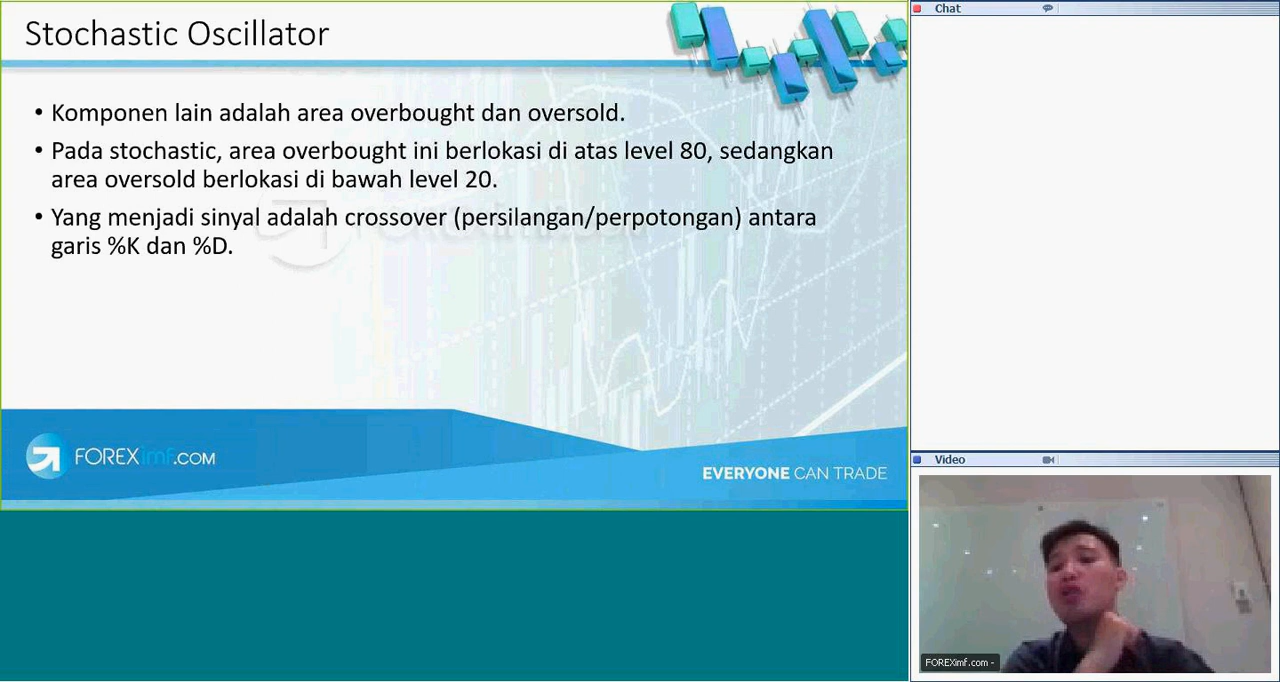 Stochastic Oscillator
• Komponen lain adalah area overbought dan oversold.
• Pada stochastic, area overbought ini berlokasi di atas level 80, sedangkan
area oversold berlokasi di bawah level 20.
• Yang menjadi sinyal adalah crossover (persilangan/perpotongan) antara
garis %K dan %D.
FOREXimf.COM
EVERYONE CAN TRADE
Chat
Video
FOREXimf.com -